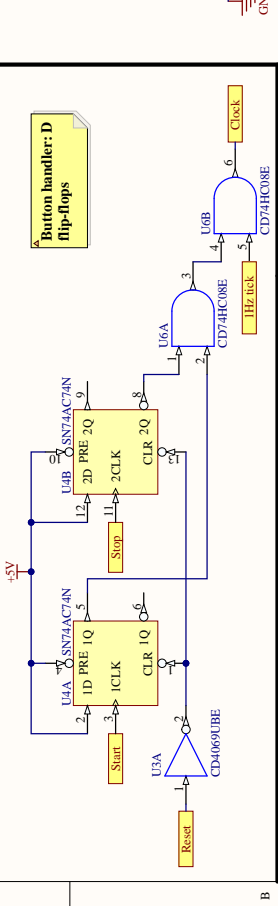 GN
Button handler: D
flip-flops
+5V
U4A
SN74AC74N
4
2
1D
PRE
1Q
5
3
1CLK
Start
CLR
1Q
6
1
U4B
SN74AC74N
10
12
2D
PRE
2Q
9
11
2CLK
Stop
CLR
2Q
8
13
U3A
1
2
Reset
CD4069UBE
U6A
1
2
3
CD74HC08E
U6B
4
5
6
Clock
1Hz tick
CD74HC08E
B